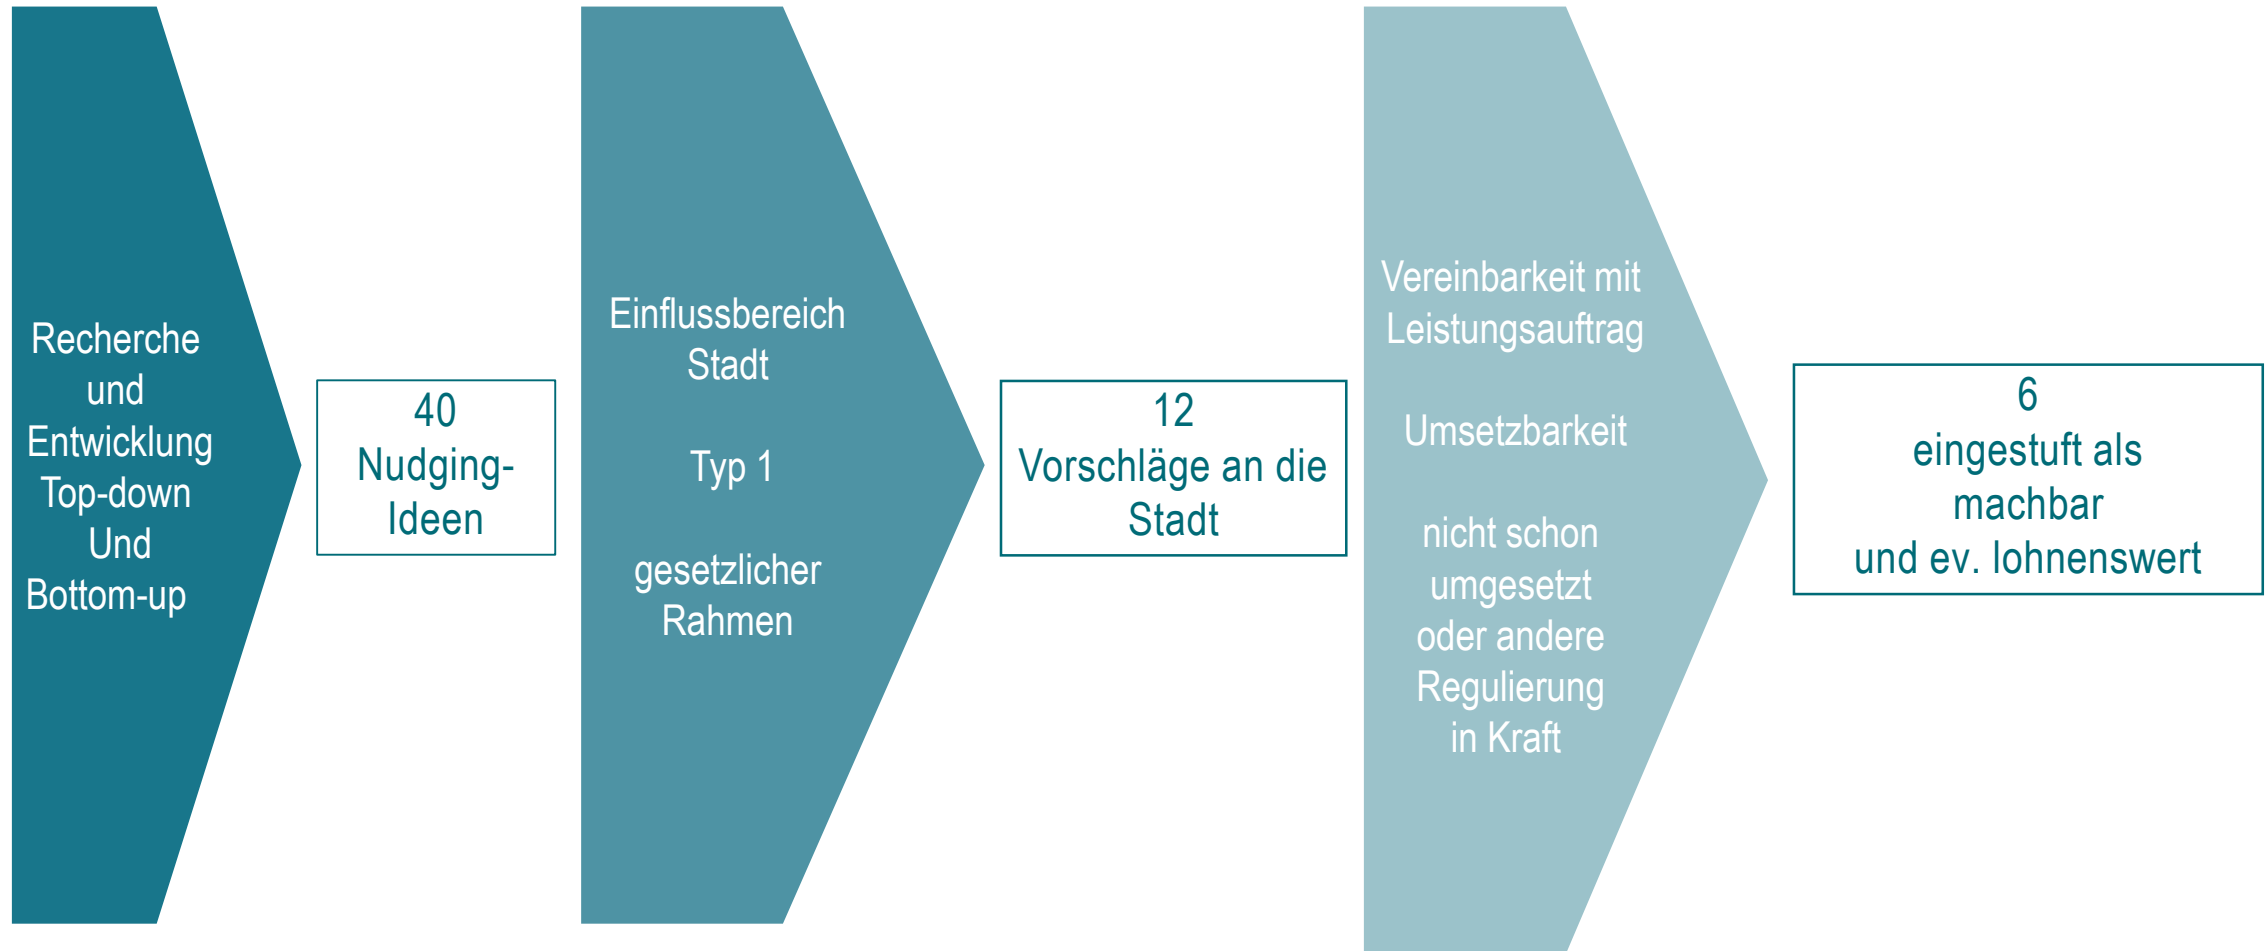 Recherche
und
Entwicklung
Top-down
Und
Bottom-up
40
Nudging-
Ideen
Einflussbereich
Stadt
Typ 1
gesetzlicher
Rahmen
12
Vorschläge an die
Stadt
Vereinbarkeit mit
Leistungsauftrag
Umsetzbarkeit
nicht schon
umgesetzt
oder andere
Regulierung
in Kraft
6
eingestuft als
machbar
und ev. lohnenswert